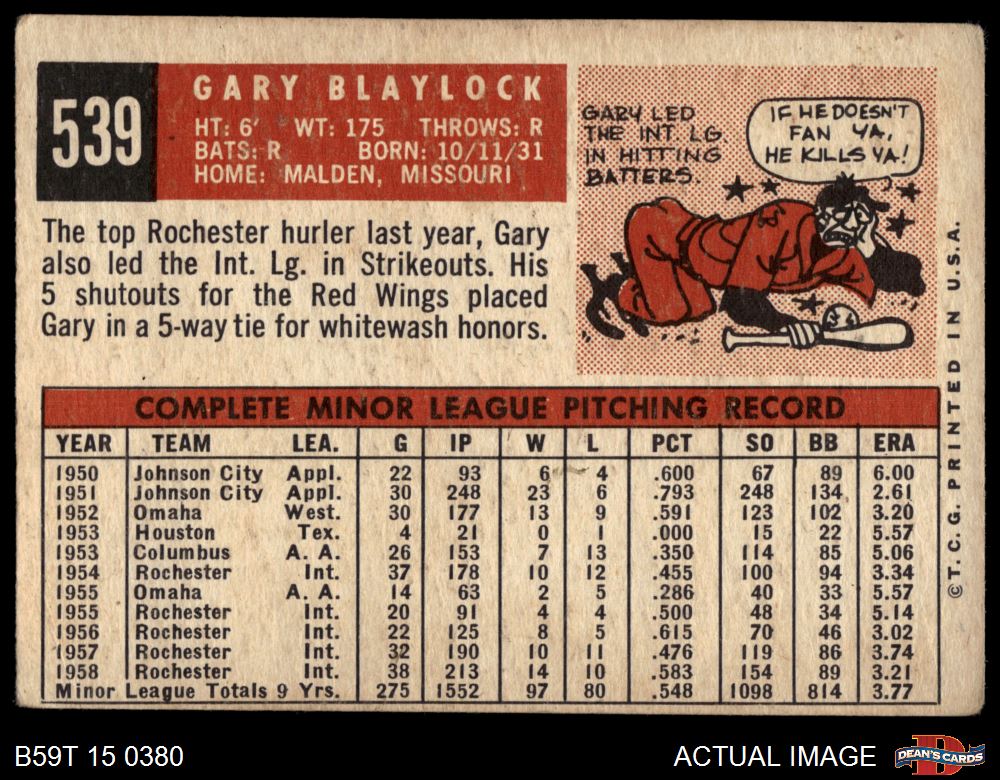 539
GARY BLAYLOCK
HT: 6' WT: 175 THROWS: R
BATS: R BORN: 10/11/31
HOME: MALDEN, MISSOURI
GARY LED
THE INT. LG
IN HITTING
BATTERS.
IF HE DOESN'T
FAN YA,
HE KILLS YA!
The top Rochester hurler last year, Gary
also led the Int. Lg. in Strikeouts. His
5 shutouts for the Red Wings placed
Gary in a 5-way tie for whitewash honors.
COMPLETE MINOR LEAGUE PITCHING RECORD
YEAR TEAM LEA. G IP W L PCT SO BB ERA
1950 Johnson City Appl. 22 93 6 4 .600 67 89 6.00
1951 Johnson City Appl. 30 248 23 6 .793 248 134 2.61
1952 Omaha West. 30 177 13 9 .591 123 102 3.20
1953 Houston Tex. 4 21 0 1 .000 15 22 5.57
1953 Columbus A. A. 26 153 7 13 .350 114 85 5.06
1954 Rochester Int. 37 178 10 12 .455 100 94 3.34
1955 Omaha A. A. 14 63 2 5 .286 40 33 5.57
1955 Rochester Int. 20 91 4 4 .500 48 34 5.14
1956 Rochester Int. 22 125 8 5 .615 70 46 3.02
1957 Rochester Int. 32 190 10 11 .476 119 86 3.74
1958 Rochester Int. 38 213 14 10 .583 154 89 3.21
Minor League Totals 9 Yrs. 275 1552 97 80 .548 1098 814 3.77
© T. C. G. PRINTED IN U.S.A.
B59T 15 0380
ACTUAL IMAGE
D
DEAN'S CARDS